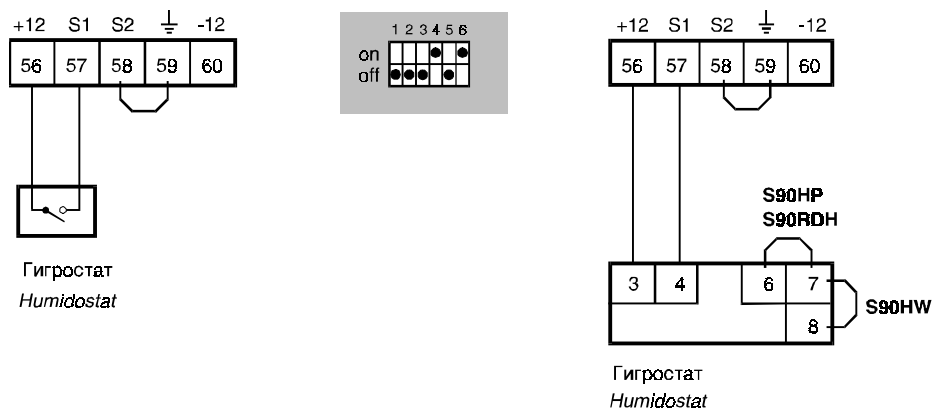 +12 S1 S2 -12
56 57 58 59 60
Гигростат
Humidostat
1 2 3 4 5 6
on
off
+12 S1 S2 -12
56 57 58 59 60
S90HP
S90RDH
3 4 6 7
S90HW
8
Гигростат
Humidostat